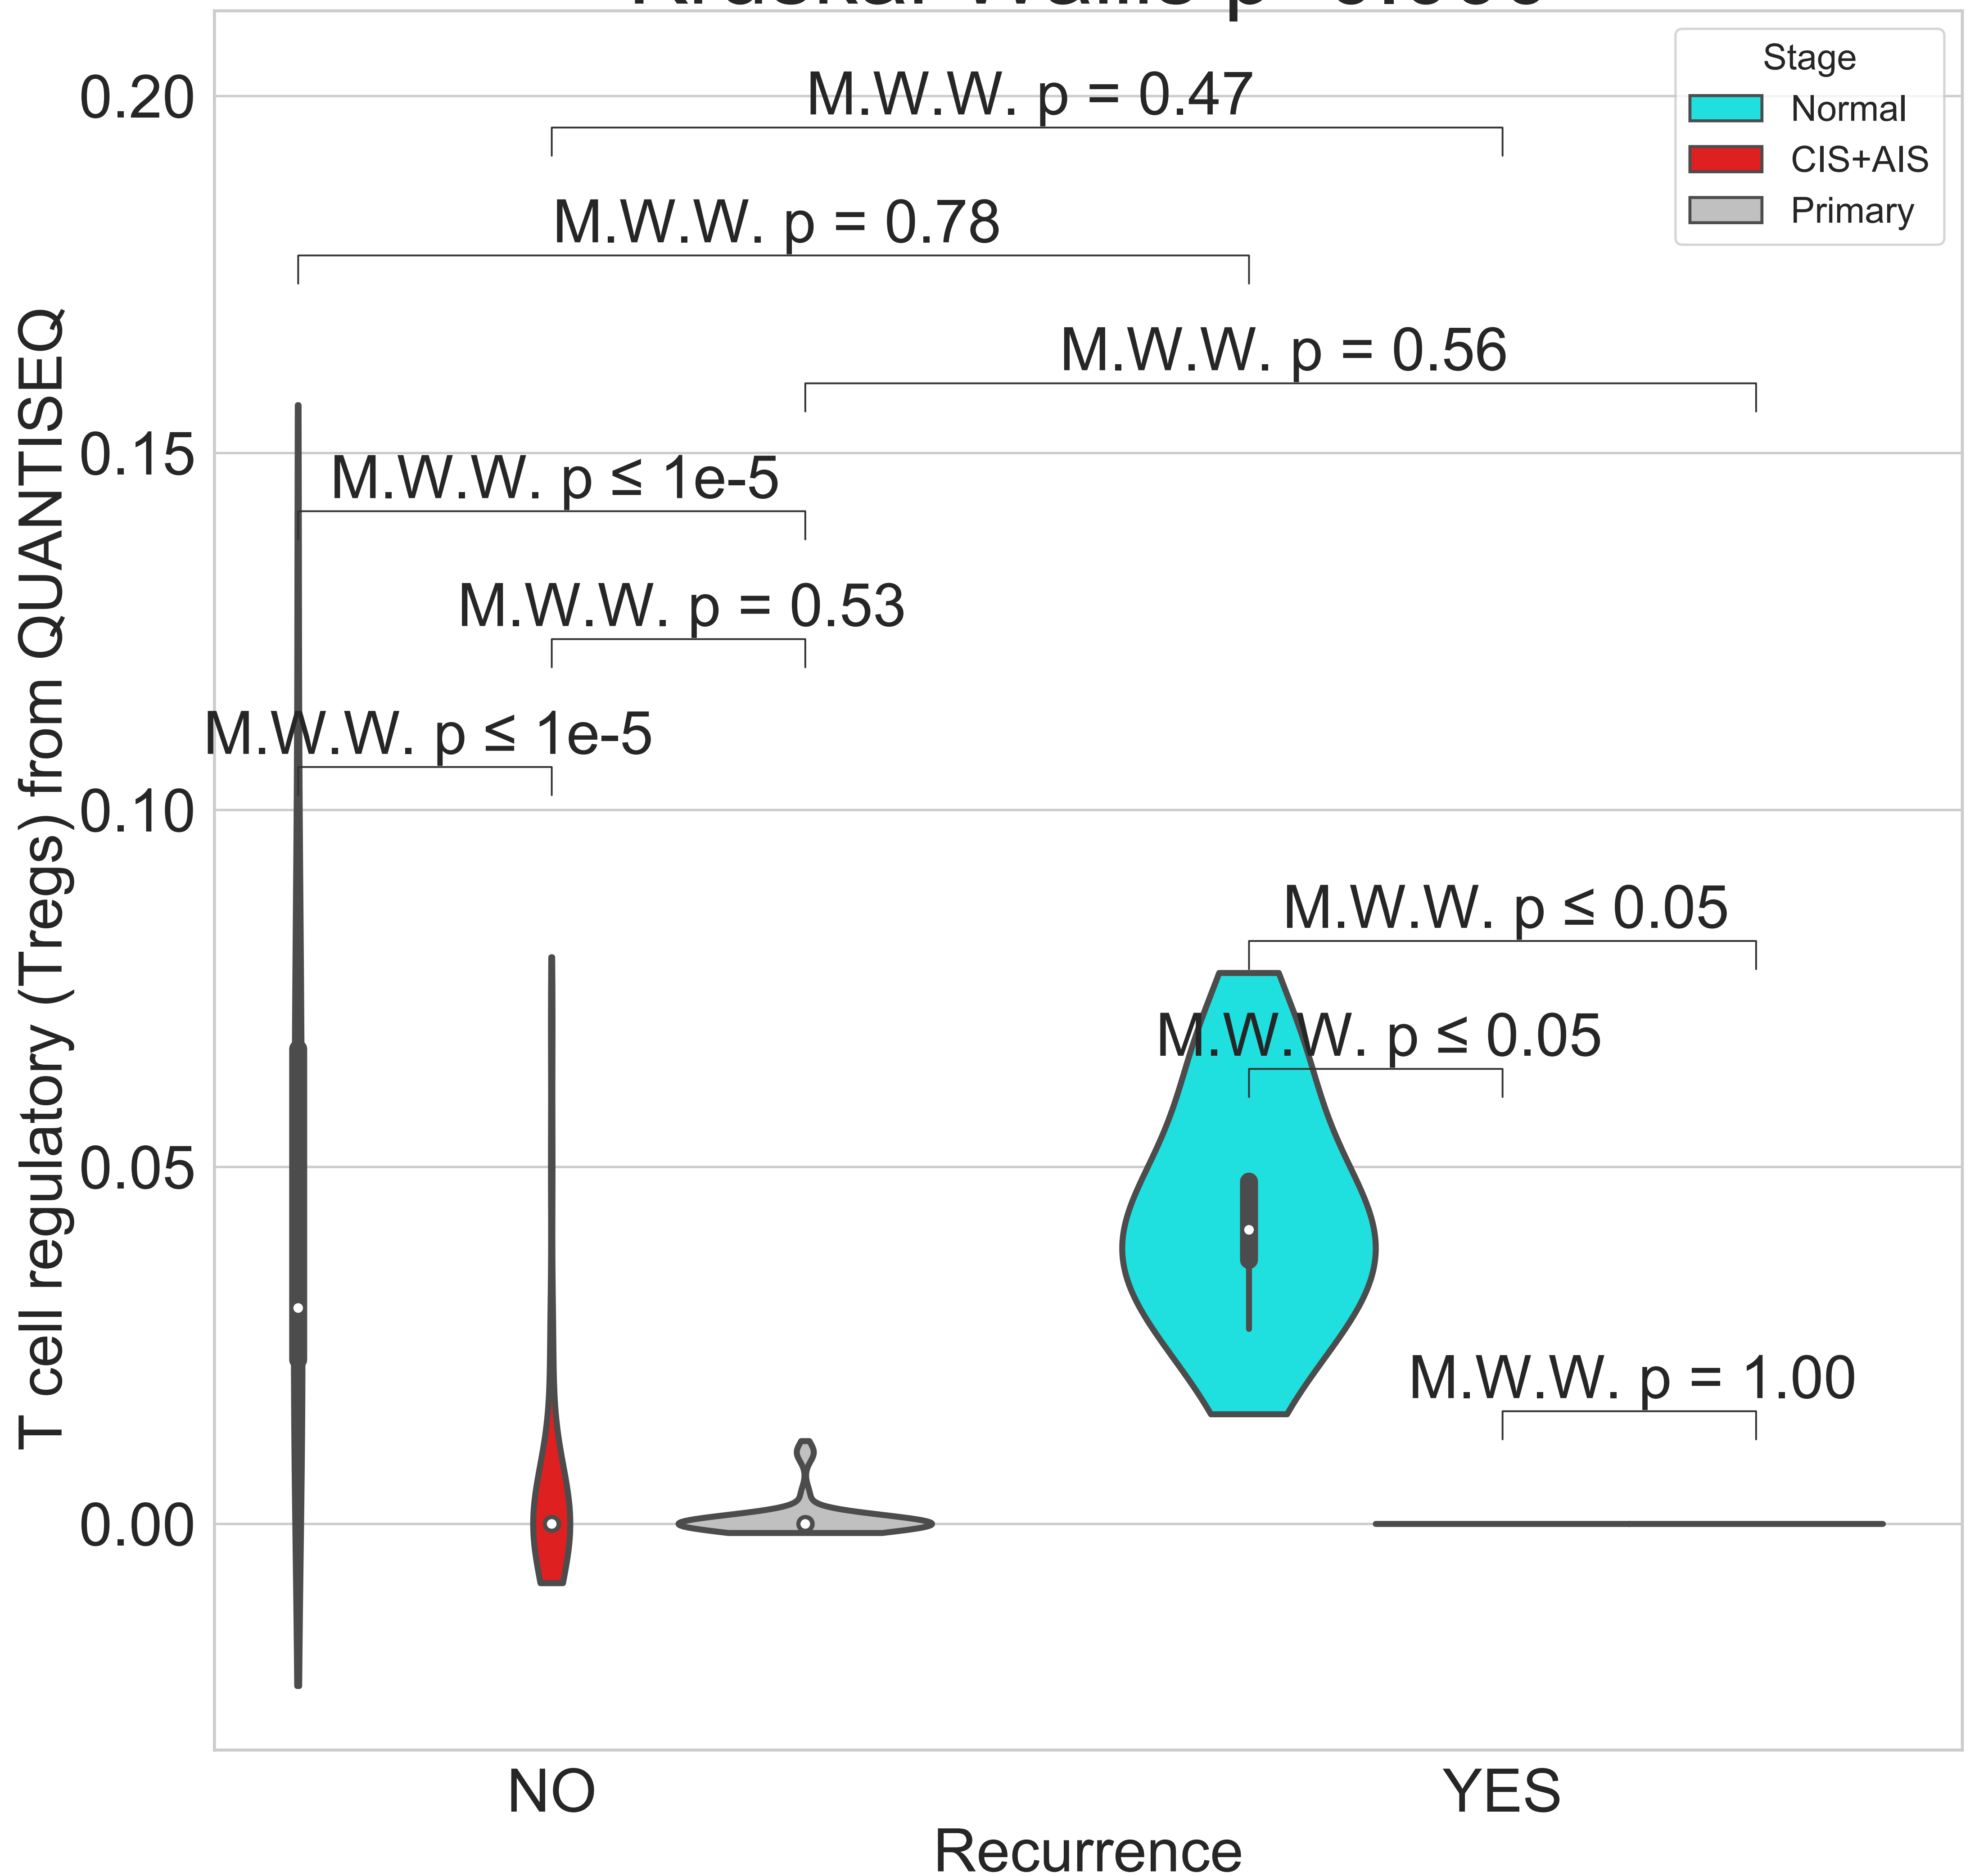 Stage
Normal
CIS+AIS
Primary
0.20
0.15
0.10
0.05
0.00
T cell regulatory (Tregs) from QUANTISEQ
M.W.W. p = 0.47
M.W.W. p = 0.78
M.W.W. p = 0.56
M.W.W. p ≤ 1e-5
M.W.W. p = 0.53
M.W.W. p ≤ 1e-5
M.W.W. p ≤ 0.05
M.W.W. p ≤ 0.05
M.W.W. p = 1.00
NO
YES
Recurrence